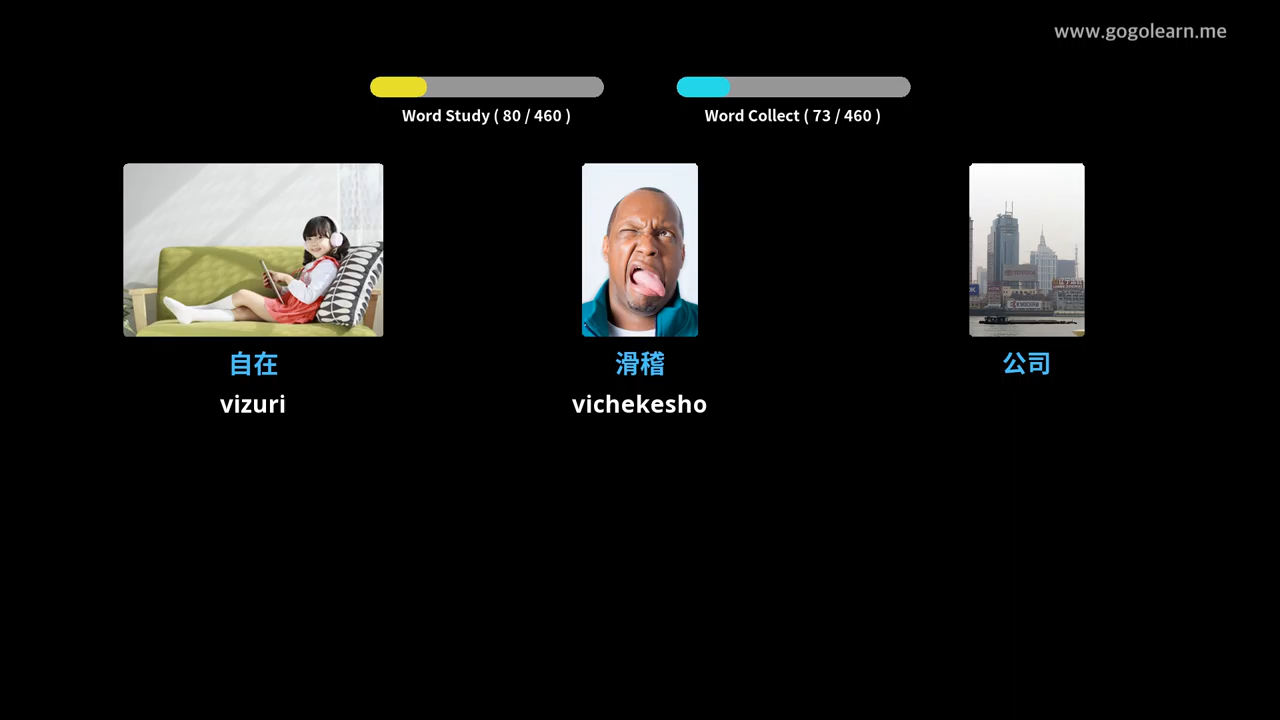 www.gogolearn.me
Word Study ( 80 / 460 )
Word Collect ( 73 / 460 )
自在
滑稽
公司
vizuri
vichekesho
TOYOTA